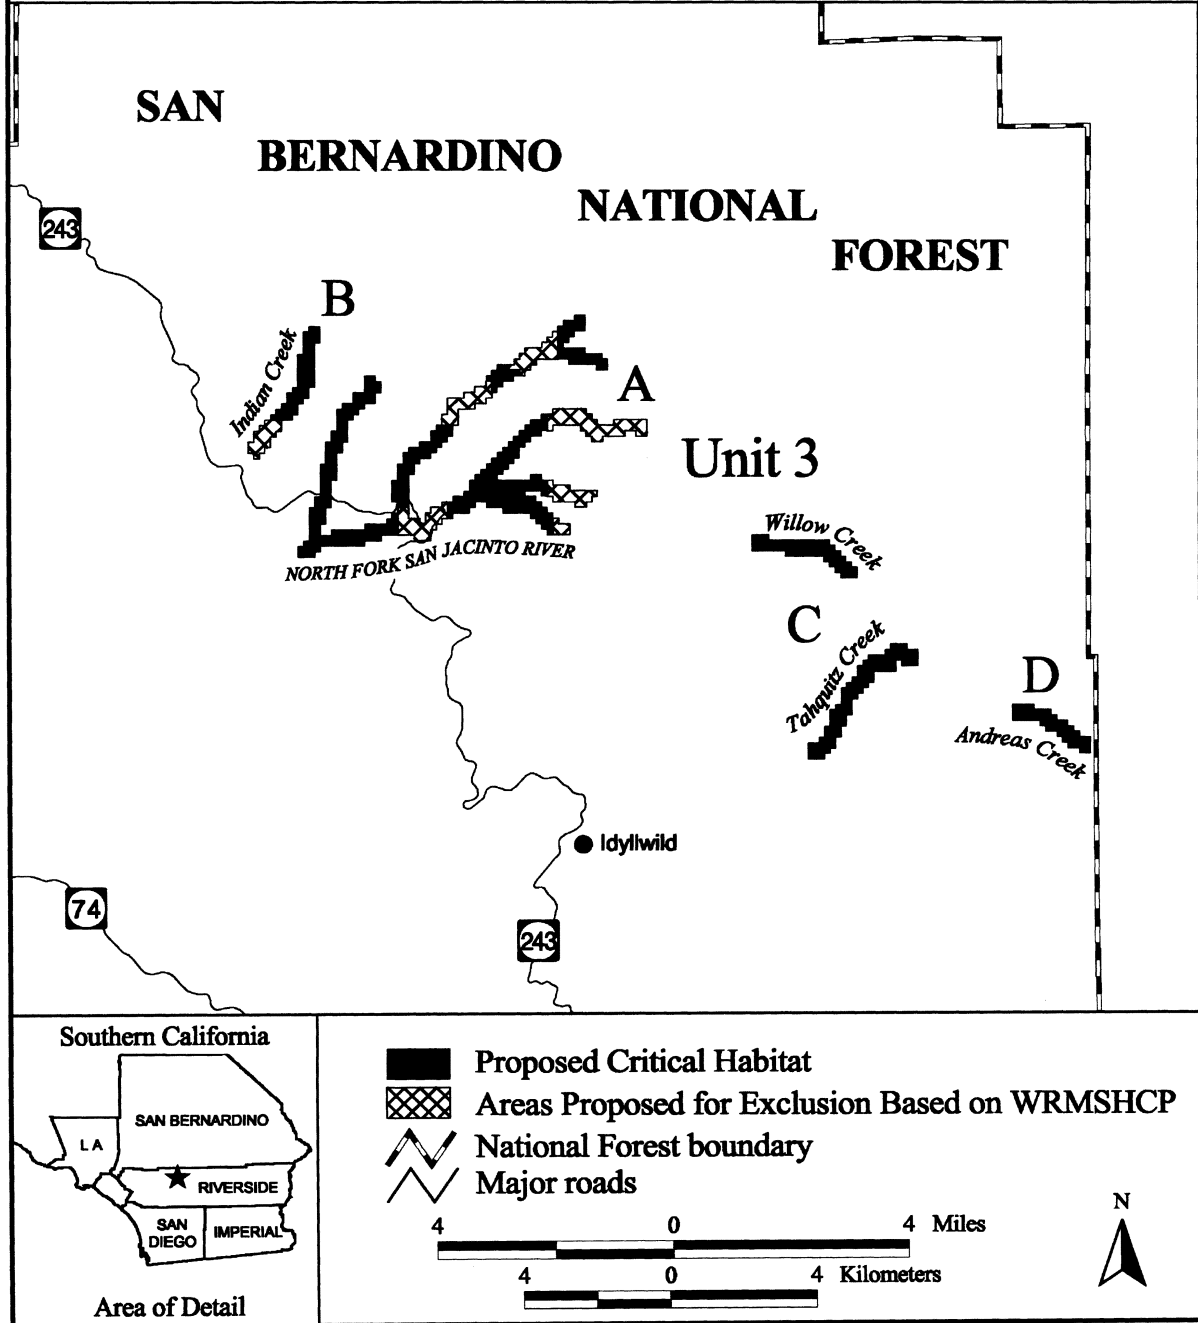 SAN
BERNARDINO
NATIONAL
FOREST
243
B
Indian Creek
A
Unit 3
Willow Creek
NORTH FORK SAN JACINTO RIVER
C
Tahquitz Creek
D
Andreas Creek
Idyllwild
74
243
Southern California
SAN BERNARDINO
L A
RIVERSIDE
SAN
DIEGO
IMPERIAL
Area of Detail
Proposed Critical Habitat
Areas Proposed for Exclusion Based on WRMSHCP
National Forest boundary
Major roads
4 0 4 Miles
4 0 4 Kilometers
N